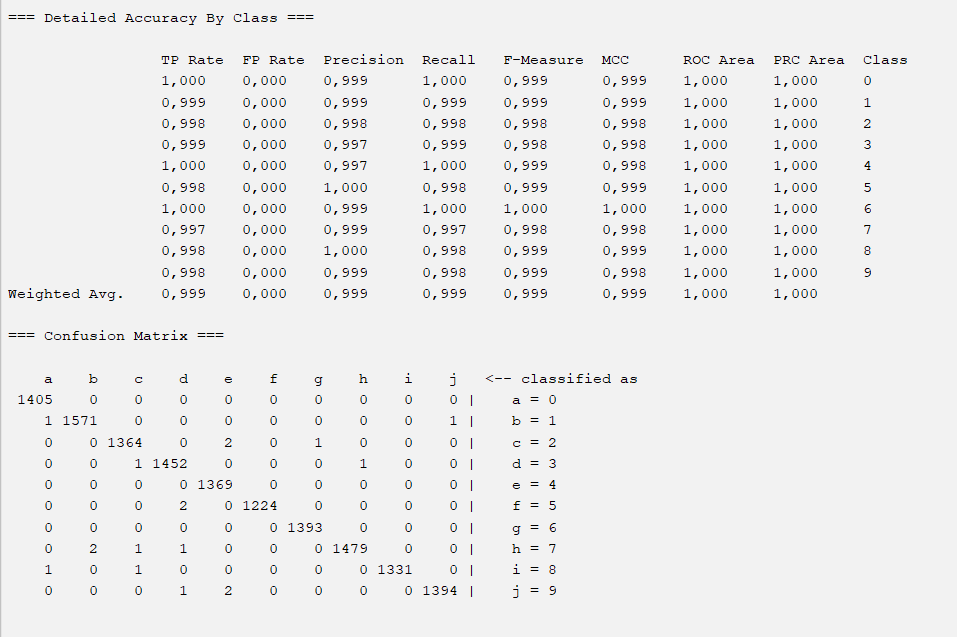 === Detailed Accuracy By Class ===
TP Rate FP Rate Precision Recall F-Measure MCC ROC Area PRC Area Class
1,000 0,000 0,999 1,000 0,999 0,999 1,000 1,000 0
0,999 0,000 0,999 0,999 0,999 0,999 1,000 1,000 1
0,998 0,000 0,998 0,998 0,998 0,998 1,000 1,000 2
0,999 0,000 0,997 0,999 0,998 0,998 1,000 1,000 3
1,000 0,000 0,997 1,000 0,999 0,998 1,000 1,000 4
0,998 0,000 1,000 0,998 0,999 0,999 1,000 1,000 5
1,000 0,000 0,999 1,000 1,000 1,000 1,000 1,000 6
0,997 0,000 0,999 0,997 0,998 0,998 1,000 1,000 7
0,998 0,000 1,000 0,998 0,999 0,999 1,000 1,000 8
0,998 0,000 0,999 0,998 0,999 0,998 1,000 1,000 9
Weighted Avg. 0,999 0,000 0,999 0,999 0,999 0,999 1,000 1,000
=== Confusion Matrix ===
a b c d e f g h i j <-- classified as
1405 0 0 0 0 0 0 0 0 0 | a = 0
1 1571 0 0 0 0 0 0 0 1 | b = 1
0 0 1364 0 2 0 1 0 0 0 | c = 2
0 0 1 1452 0 0 0 1 0 0 | d = 3
0 0 0 0 1369 0 0 0 0 0 | e = 4
0 0 0 2 0 1224 0 0 0 0 | f = 5
0 0 0 0 0 0 1393 0 0 0 | g = 6
0 2 1 1 0 0 0 1479 0 0 | h = 7
1 0 1 0 0 0 0 0 1331 0 | i = 8
0 0 0 1 2 0 0 0 0 1394 | j = 9